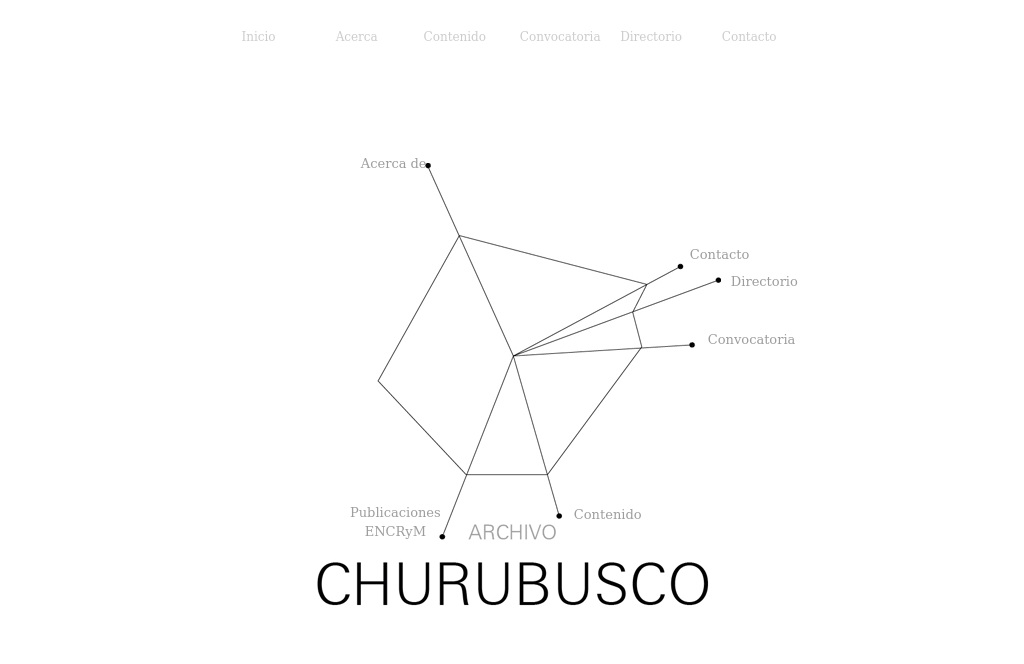 Inicio Acerca Contenido Convocatoria Directorio Contacto
Acerca de
Contacto
Directorio
Convocatoria
Publicaciones
ENCRyM
Contenido
ARCHIVO
CHURUBUSCO